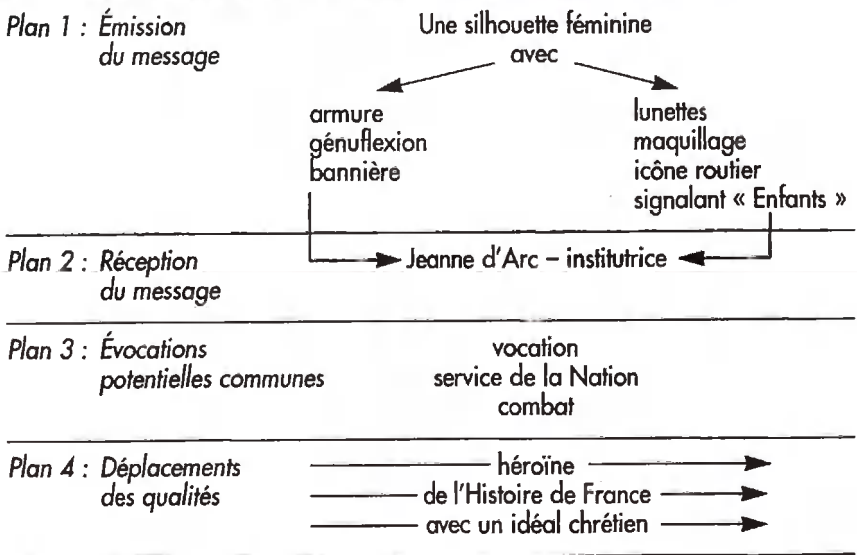 Plan 1 : Émission
du message
Une silhouette féminine
avec
armure
génuflexion
bannière
lunettes
maquillage
icône routier
signalant « Enfants »
Plan 2 : Réception
du message
Jeanne d'Arc – institutrice
Plan 3 : Évocations
potentielles communes
vocation
service de la Nation
combat
Plan 4 : Déplacements
des qualités
héroïne
de l'Histoire de France
avec un idéal chrétien